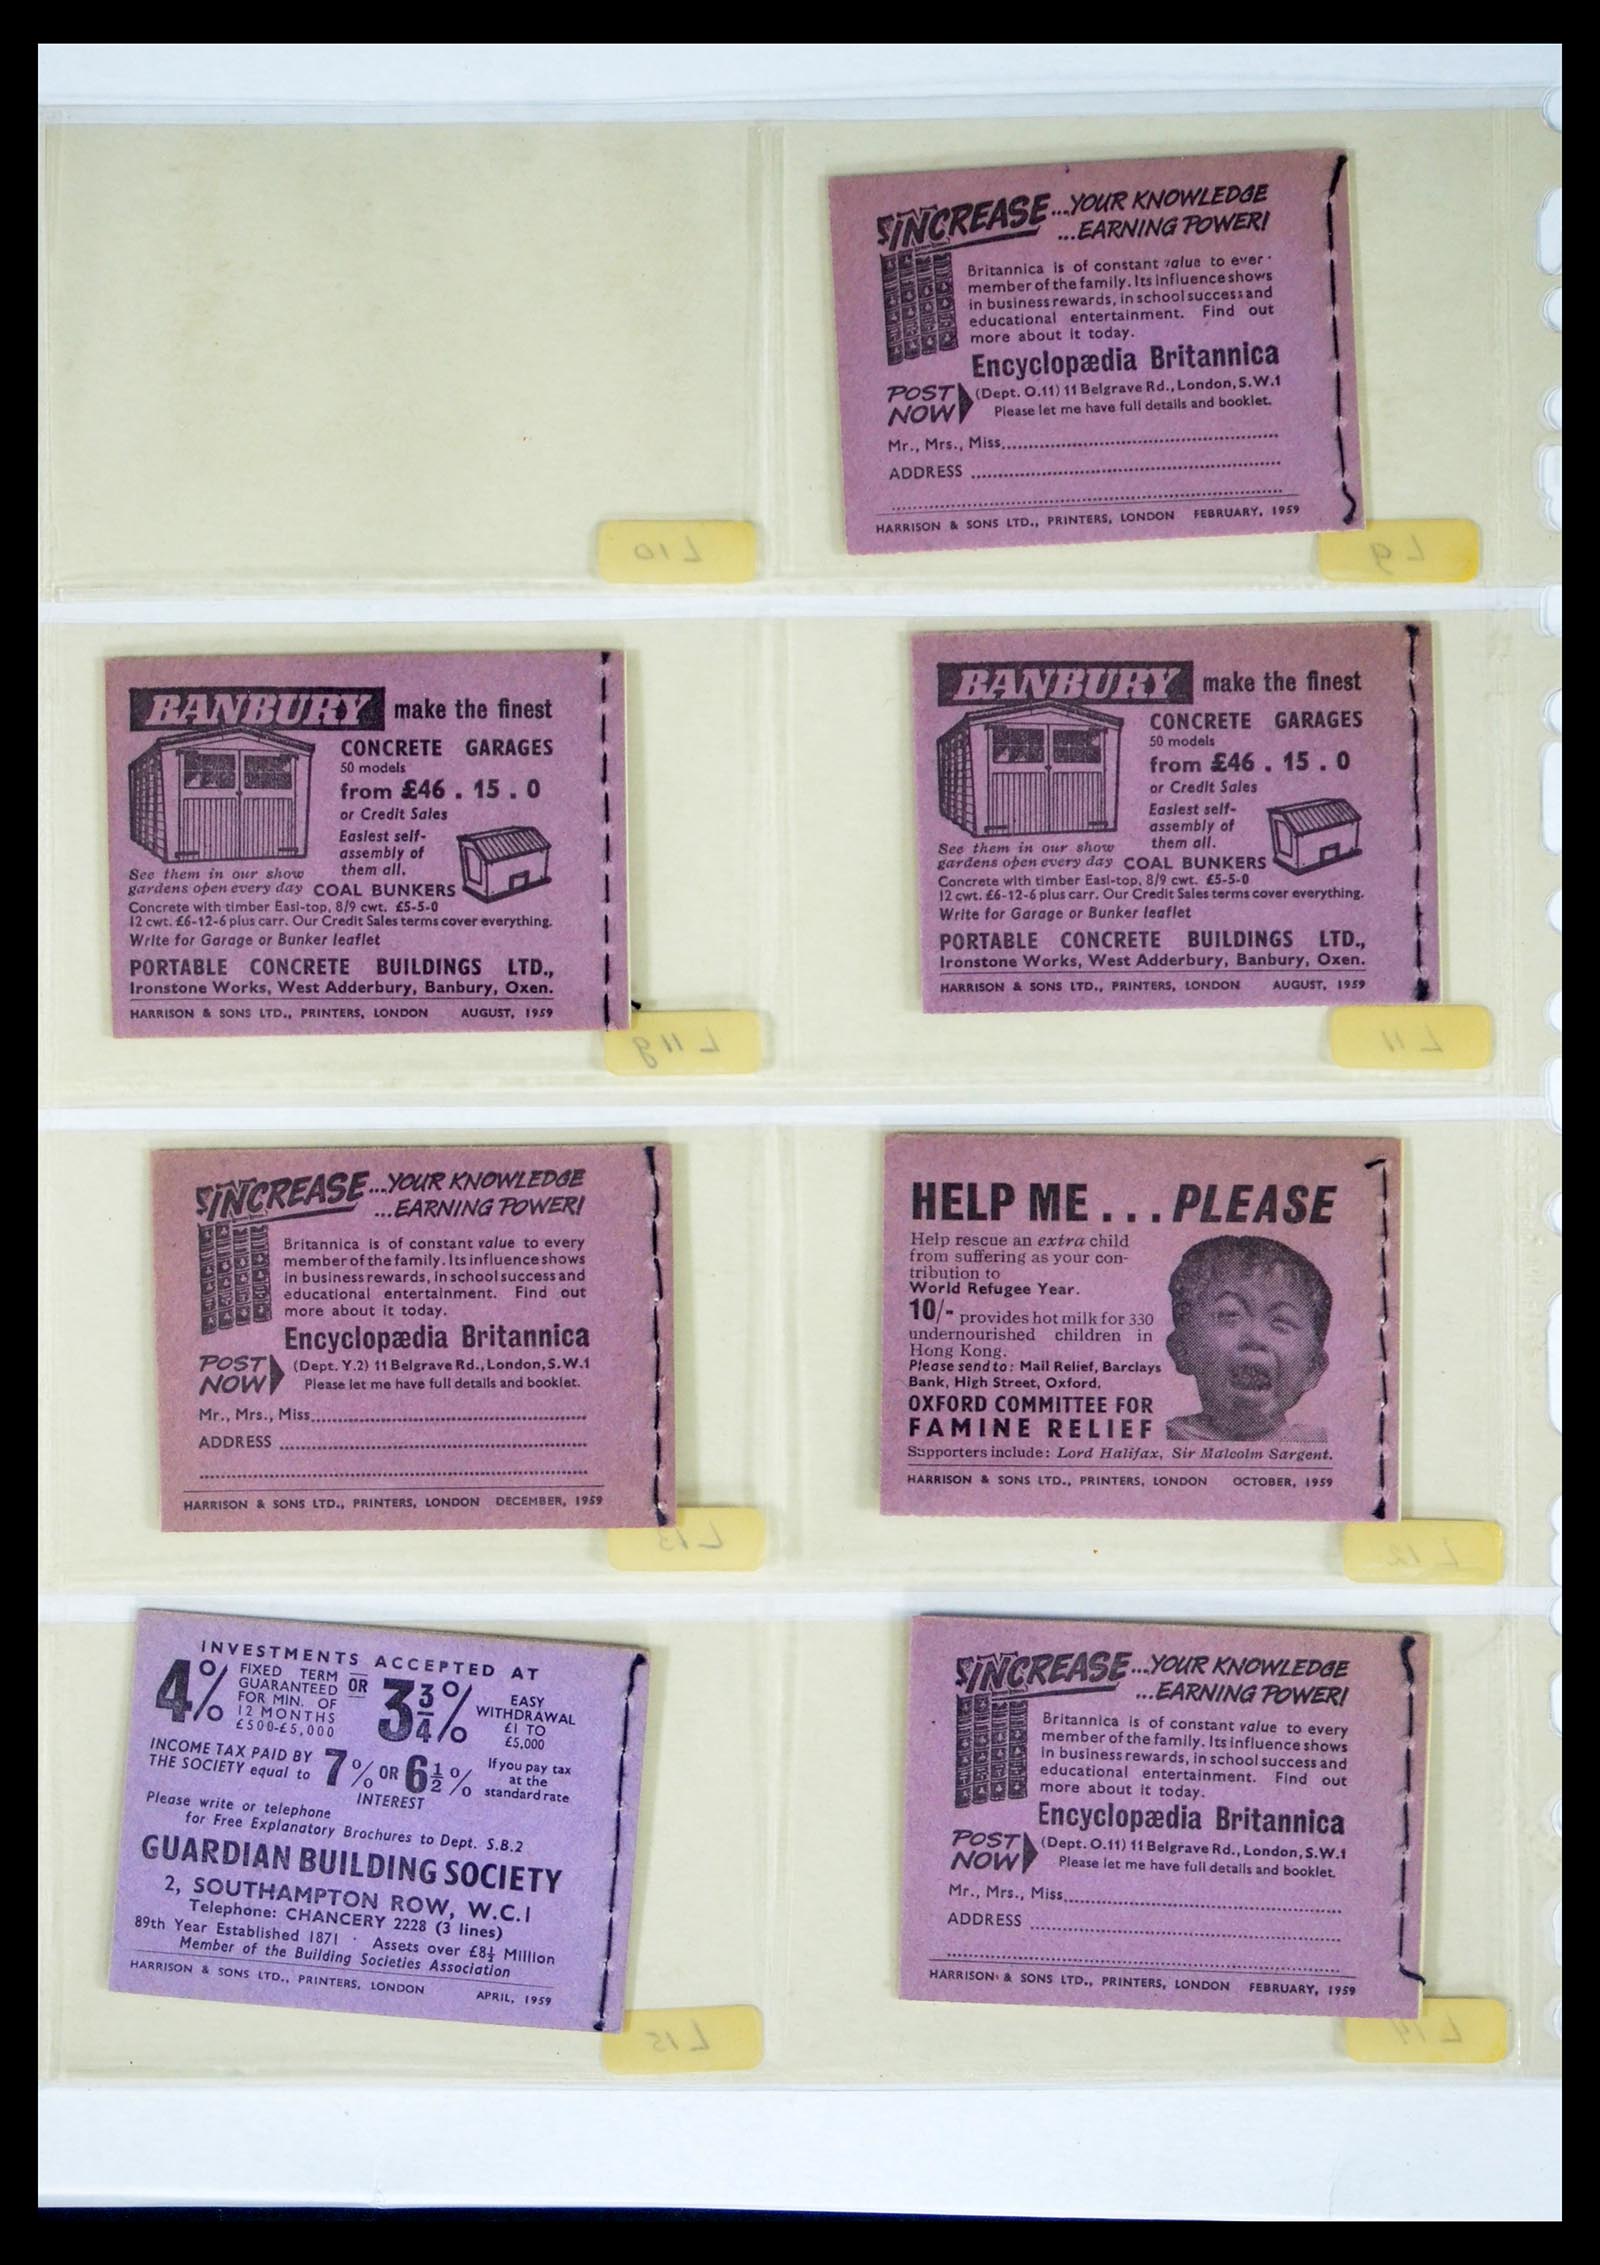 INCREASE...YOUR KNOWLEDGE
...EARNING POWER!
Britannica is of constant value to ever
member of the family. Its influence shows
in business rewards, in school success and
educational entertainment. Find out
more about it today.
Encyclopædia Britannica
POST NOW
(Dept. O.11) 11 Belgrave Rd., London, S.W.1
Please let me have full details and booklet.
Mr., Mrs., Miss
ADDRESS
HARRISON & SONS LTD., PRINTERS, LONDON FEBRUARY, 1959
L10
L9
BANBURY make the finest
CONCRETE GARAGES
50 models
from £46 . 15 . 0
or Credit Sales
Easiest self-
assembly of
them all.
See them in our show
gardens open every day COAL BUNKERS
Concrete with timber Easi-top, 8/9 cwt. £5-5-0
12 cwt. £6-12-6 plus carr. Our Credit Sales terms cover everything.
Write for Garage or Bunker leaflet
PORTABLE CONCRETE BUILDINGS LTD.,
Ironstone Works, West Adderbury, Banbury, Oxen.
HARRISON & SONS LTD., PRINTERS, LONDON AUGUST, 1959
L11g
BANBURY make the finest
CONCRETE GARAGES
50 models
from £46 . 15 . 0
or Credit Sales
Easiest self-
assembly of
them all.
See them in our show
gardens open every day COAL BUNKERS
Concrete with timber Easi-top, 8/9 cwt. £5-5-0
12 cwt. £6-12-6 plus carr. Our Credit Sales terms cover everything.
Write for Garage or Bunker leaflet
PORTABLE CONCRETE BUILDINGS LTD.,
Ironstone Works, West Adderbury, Banbury, Oxen.
HARRISON & SONS LTD., PRINTERS, LONDON AUGUST, 1959
L11
INCREASE...YOUR KNOWLEDGE
...EARNING POWER!
Britannica is of constant value to every
member of the family. Its influence shows
in business rewards, in school success and
educational entertainment. Find out
more about it today.
Encyclopædia Britannica
POST NOW
(Dept. Y.2) 11 Belgrave Rd., London, S.W.1
Please let me have full details and booklet.
Mr., Mrs., Miss
ADDRESS
HARRISON & SONS LTD., PRINTERS, LONDON DECEMBER, 1959
L13
HELP ME . . . PLEASE
Help rescue an extra child
from suffering as your con-
tribution to
World Refugee Year.
10/- provides hot milk for 330
undernourished children in
Hong Kong.
Please send to: Mail Relief, Barclays
Bank, High Street, Oxford.
OXFORD COMMITTEE FOR
FAMINE RELIEF
Supporters include: Lord Halifax, Sir Malcolm Sargent.
HARRISON & SONS LTD., PRINTERS, LONDON OCTOBER, 1959
L12
INVESTMENTS ACCEPTED AT
4% FIXED TERM
GUARANTEED
FOR MIN. OF
12 MONTHS
£500-£5,000
OR
3 3/4% EASY
WITHDRAWAL
£1 TO
£5,000
INCOME TAX PAID BY
THE SOCIETY equal to
7% OR 6 1/2%
INTEREST
If you pay tax
at the
standard rate
Please write or telephone
for Free Explanatory Brochures to Dept. S.B.2
GUARDIAN BUILDING SOCIETY
2, SOUTHAMPTON ROW, W.C.1
Telephone: CHANCERY 2228 (3 lines)
89th Year Established 1871 · Assets over £8½ Million
Member of the Building Societies Association
HARRISON & SONS LTD., PRINTERS, LONDON APRIL, 1959
L15
INCREASE...YOUR KNOWLEDGE
...EARNING POWER!
Britannica is of constant value to every
member of the family. Its influence shows
in business rewards, in school success and
educational entertainment. Find out
more about it today.
Encyclopædia Britannica
POST NOW
(Dept. O.11) 11 Belgrave Rd., London, S.W.1
Please let me have full details and booklet.
Mr., Mrs., Miss
ADDRESS
HARRISON & SONS LTD., PRINTERS, LONDON FEBRUARY, 1959
L14